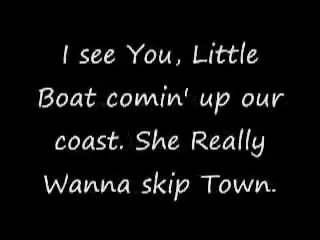 I see You, Little
Boat comin' up our
coast. She Really
Wanna skip Town.